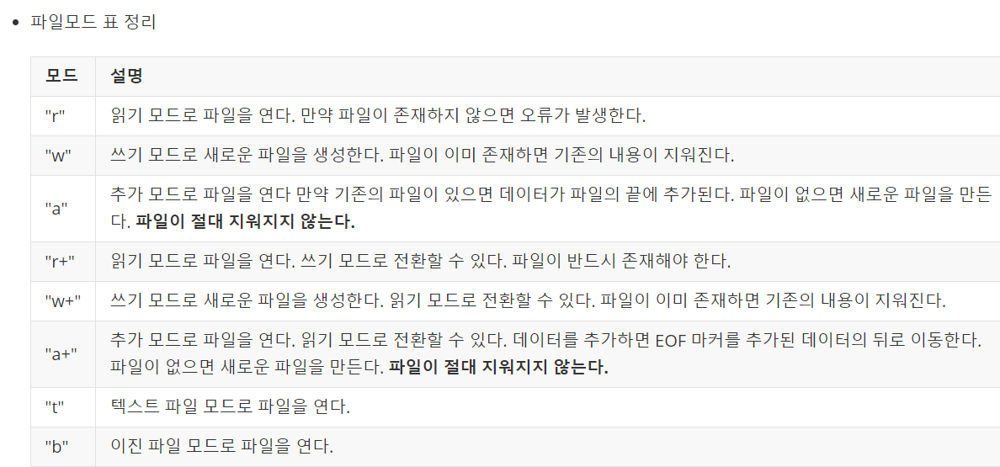 파일모드 표 정리
모드 설명
"r" 읽기 모드로 파일을 연다. 만약 파일이 존재하지 않으면 오류가 발생한다.
"w" 쓰기 모드로 새로운 파일을 생성한다. 파일이 이미 존재하면 기존의 내용이 지워진다.
"a" 추가 모드로 파일을 연다 만약 기존의 파일이 있으면 데이터가 파일의 끝에 추가된다. 파일이 없으면 새로운 파일을 만든
다. 파일이 절대 지워지지 않는다.
"r+" 읽기 모드로 파일을 연다. 쓰기 모드로 전환할 수 있다. 파일이 반드시 존재해야 한다.
"w+" 쓰기 모드로 새로운 파일을 생성한다. 읽기 모드로 전환할 수 있다. 파일이 이미 존재하면 기존의 내용이 지워진다.
"a+" 추가 모드로 파일을 연다. 읽기 모드로 전환할 수 있다. 데이터를 추가하면 EOF 마커를 추가된 데이터의 뒤로 이동한다.
파일이 없으면 새로운 파일을 만든다. 파일이 절대 지워지지 않는다.
"t" 텍스트 파일 모드로 파일을 연다.
"b" 이진 파일 모드로 파일을 연다.